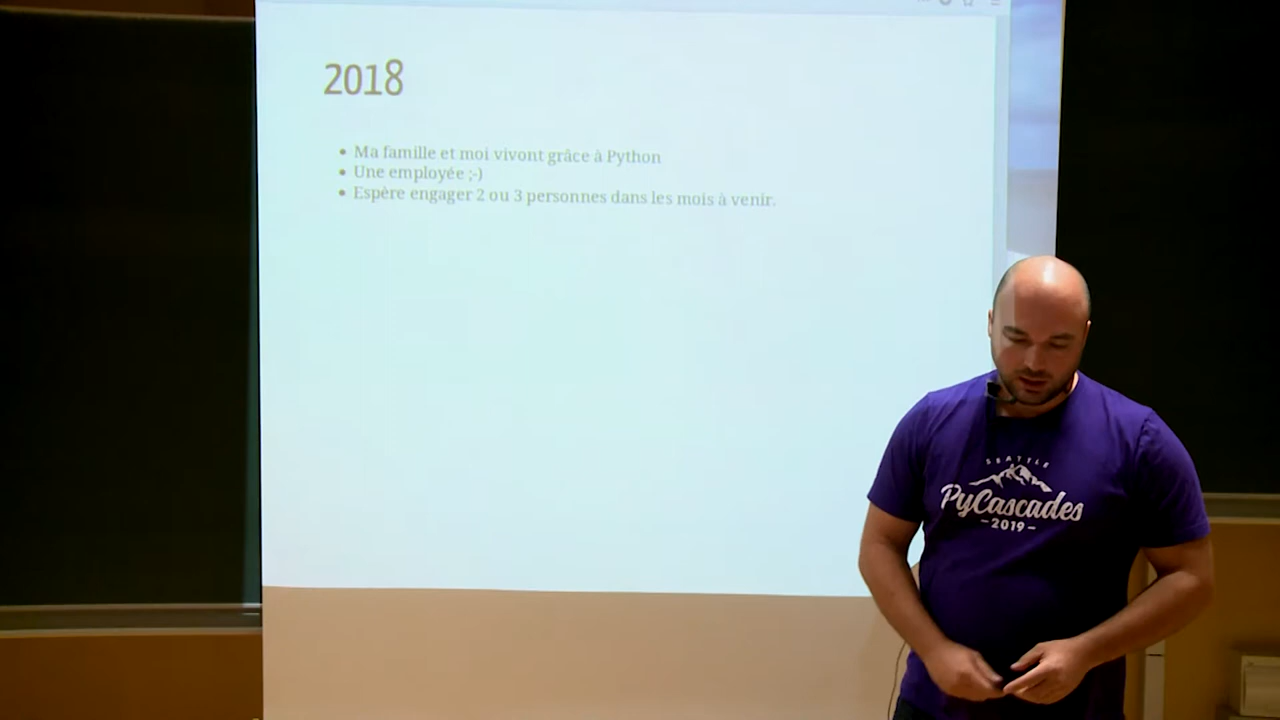 2018
• Ma famille et moi vivont grâce à Python
• Une employée ;-)
• Espère engager 2 ou 3 personnes dans les mois à venir.
SEATTLE
PyCascades
-2019-